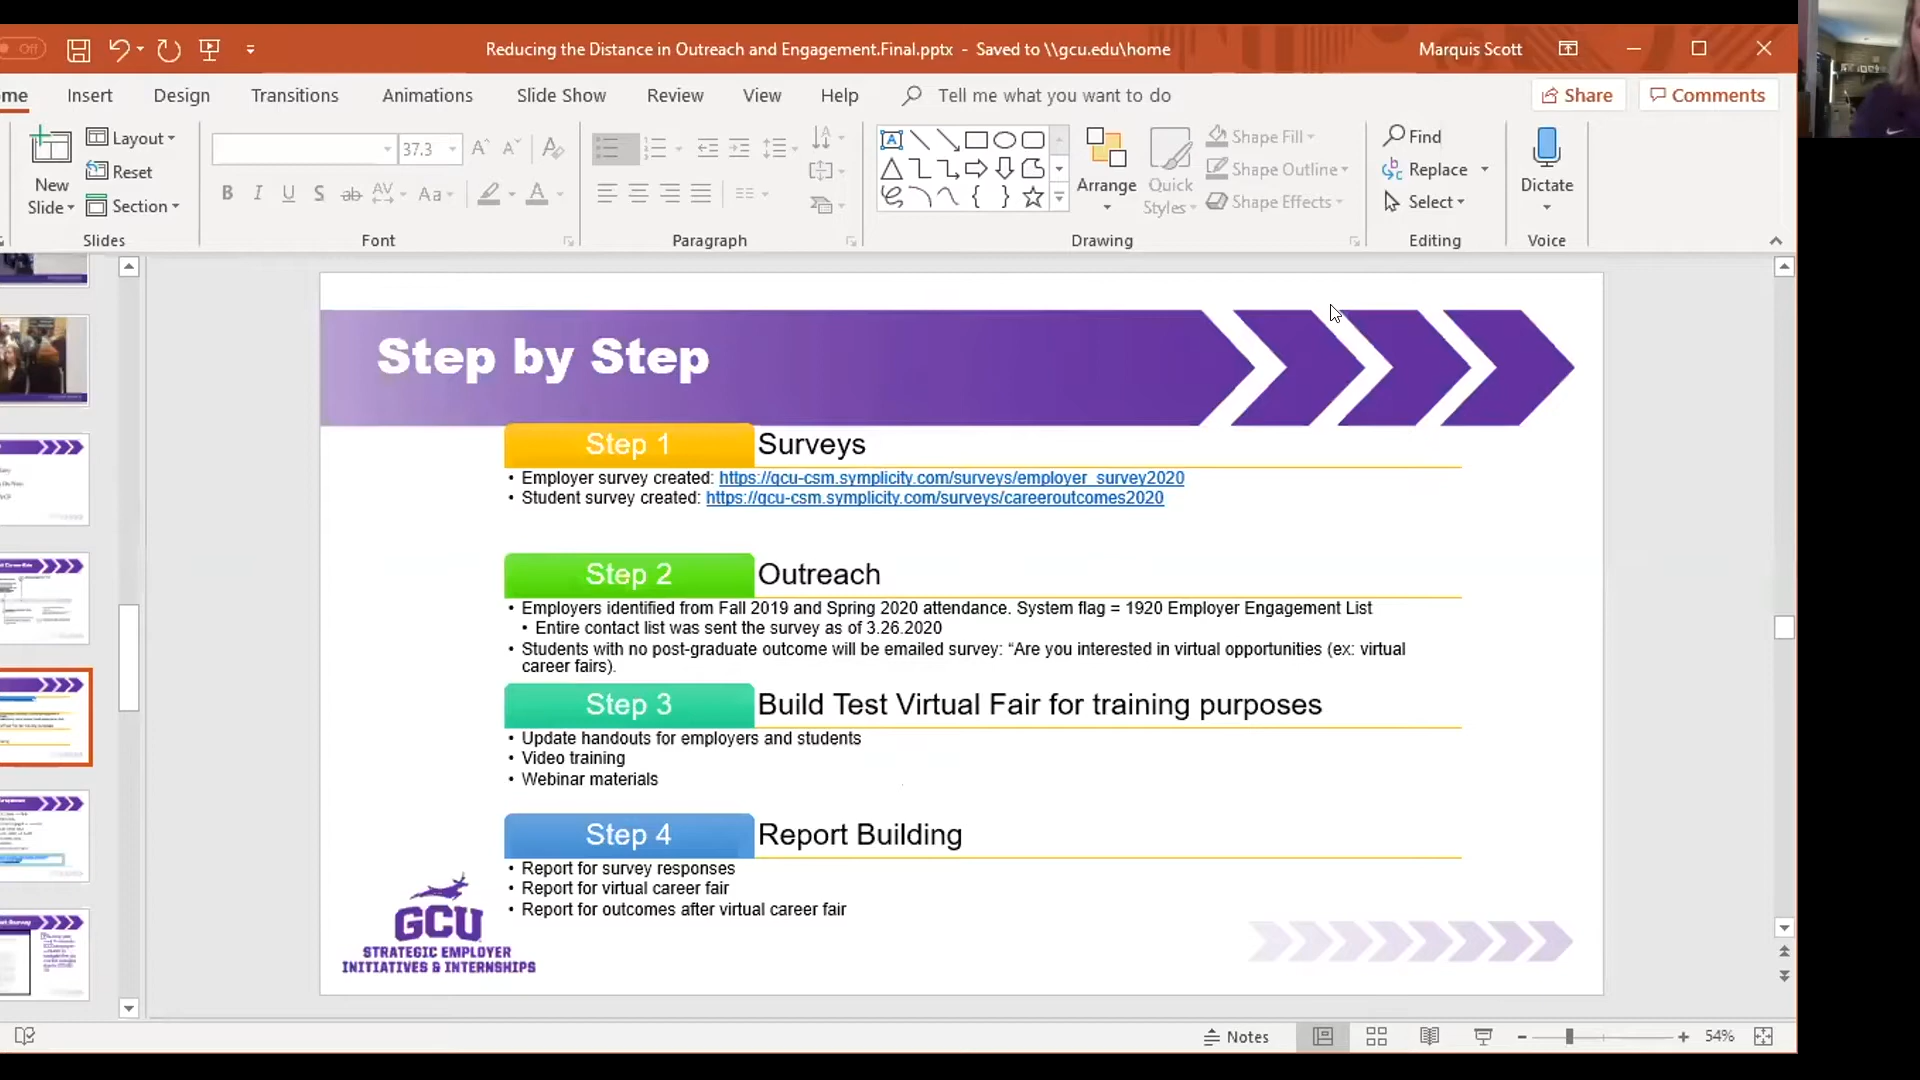 Off
Reducing the Distance in Outreach and Engagement.Final.pptx - Saved to \\gcu.edu\home
Marquis Scott
ome
Insert
Design
Transitions
Animations
Slide Show
Review
View
Help
Tell me what you want to do
Share
Comments
New
Slide
Layout
Reset
Section
Slides
37.3
Font
Paragraph
Arrange
Quick
Styles
Shape Fill
Shape Outline
Shape Effects
Drawing
Find
Replace
Select
Editing
Dictate
Voice
Step by Step
Step 1 Surveys
• Employer survey created: https://gcu-csm.symplicity.com/surveys/employer_survey2020
• Student survey created: https://gcu-csm.symplicity.com/surveys/careeroutcomes2020
Step 2 Outreach
• Employers identified from Fall 2019 and Spring 2020 attendance. System flag = 1920 Employer Engagement List
• Entire contact list was sent the survey as of 3.26.2020
• Students with no post-graduate outcome will be emailed survey: “Are you interested in virtual opportunities (ex: virtual
career fairs).
Step 3 Build Test Virtual Fair for training purposes
• Update handouts for employers and students
• Video training
• Webinar materials
Step 4 Report Building
• Report for survey responses
• Report for virtual career fair
• Report for outcomes after virtual career fair
GCU
STRATEGIC EMPLOYER
INITIATIVES & INTERNSHIPS
Notes
54%